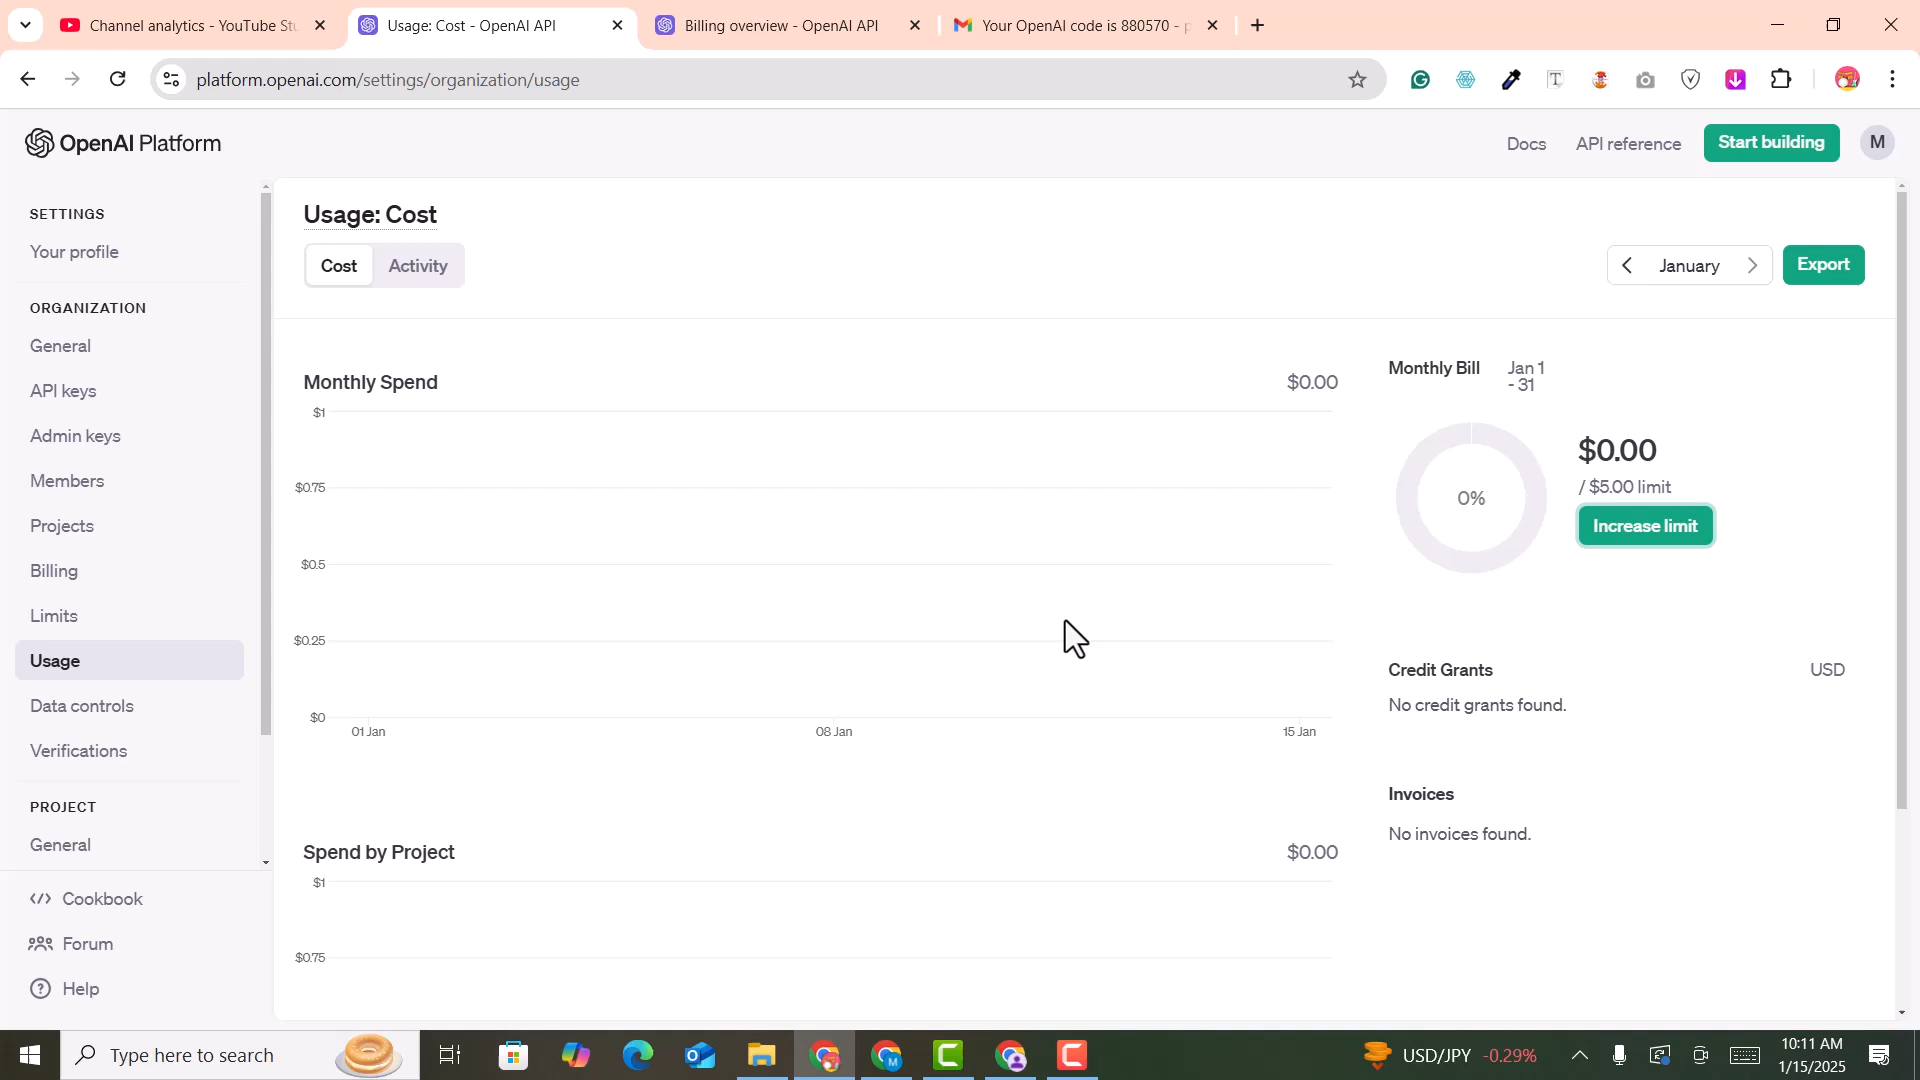 Channel analytics - YouTube Stu
Usage: Cost - OpenAI API
Billing overview - OpenAI API
Your OpenAI code is 880570 - p
platform.openai.com/settings/organization/usage
OpenAI Platform
Docs
API reference
Start building
M
SETTINGS
Your profile
ORGANIZATION
General
API keys
Admin keys
Members
Projects
Billing
Limits
Usage
Data controls
Verifications
PROJECT
General
Cookbook
Forum
Help
Usage: Cost
Cost
Activity
January
Export
Monthly Spend
$0.00
$1
$0.75
$0.5
$0.25
$0
01 Jan
08 Jan
15 Jan
Spend by Project
$0.00
$1
$0.75
Monthly Bill
Jan 1
- 31
0%
$0.00
/ $5.00 limit
Increase limit
Credit Grants
USD
No credit grants found.
Invoices
No invoices found.
Type here to search
USD/JPY
-0.29%
10:11 AM
1/15/2025